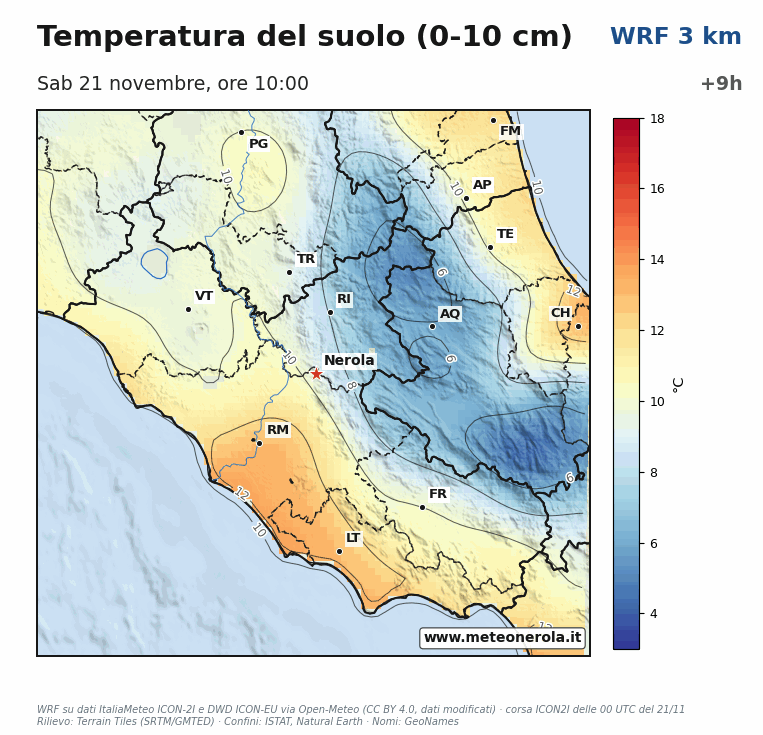 Temperatura del suolo (0-10 cm)
WRF 3 km
Sab 21 novembre, ore 10:00
+9h
FM
PG
10
AP
10
10
TE
TR
6
12
VT
RI
AQ
CH
10
Nerola
6
8
RM
6
12
FR
10
LT
www.meteonerola.it
18
16
14
12
10
8
6
4
°C
WRF su dati ItaliaMeteo ICON-2I e DWD ICON-EU via Open-Meteo (CC BY 4.0, dati modificati) · corsa ICON2I delle 00 UTC del 21/11
Rilievo: Terrain Tiles (SRTM/GMTED) · Confini: ISTAT, Natural Earth · Nomi: GeoNames